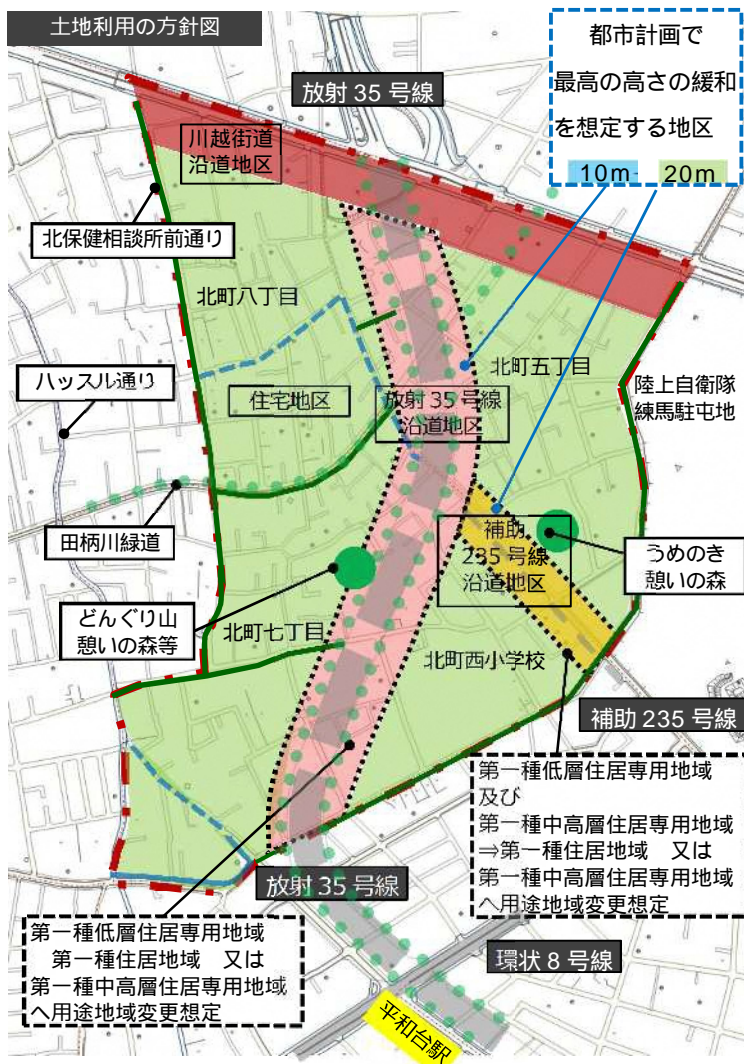 土地利用の方針図
都市計画で
最高の高さの緩和
を想定する地区
10m 20m
放射35号線
川越街道
沿道地区
北保健相談所前通り
北町八丁目
北町五丁目
ハッスル通り
住宅地区
放射35号線
沿道地区
陸上自衛隊
練馬駐屯地
田柄川緑道
補助
235号線
沿道地区
うめのき
憩いの森
どんぐり山
憩いの森等
北町七丁目
北町西小学校
補助235号線
第一種低層住居専用地域
及び
第一種中高層住居専用地域
⇒第一種住居地域 又は
第一種中高層住居専用地域
へ用途地域変更想定
放射35号線
第一種低層住居専用地域
第一種住居地域 又は
第一種中高層住居専用地域
へ用途地域変更想定
環状8号線
平和台駅